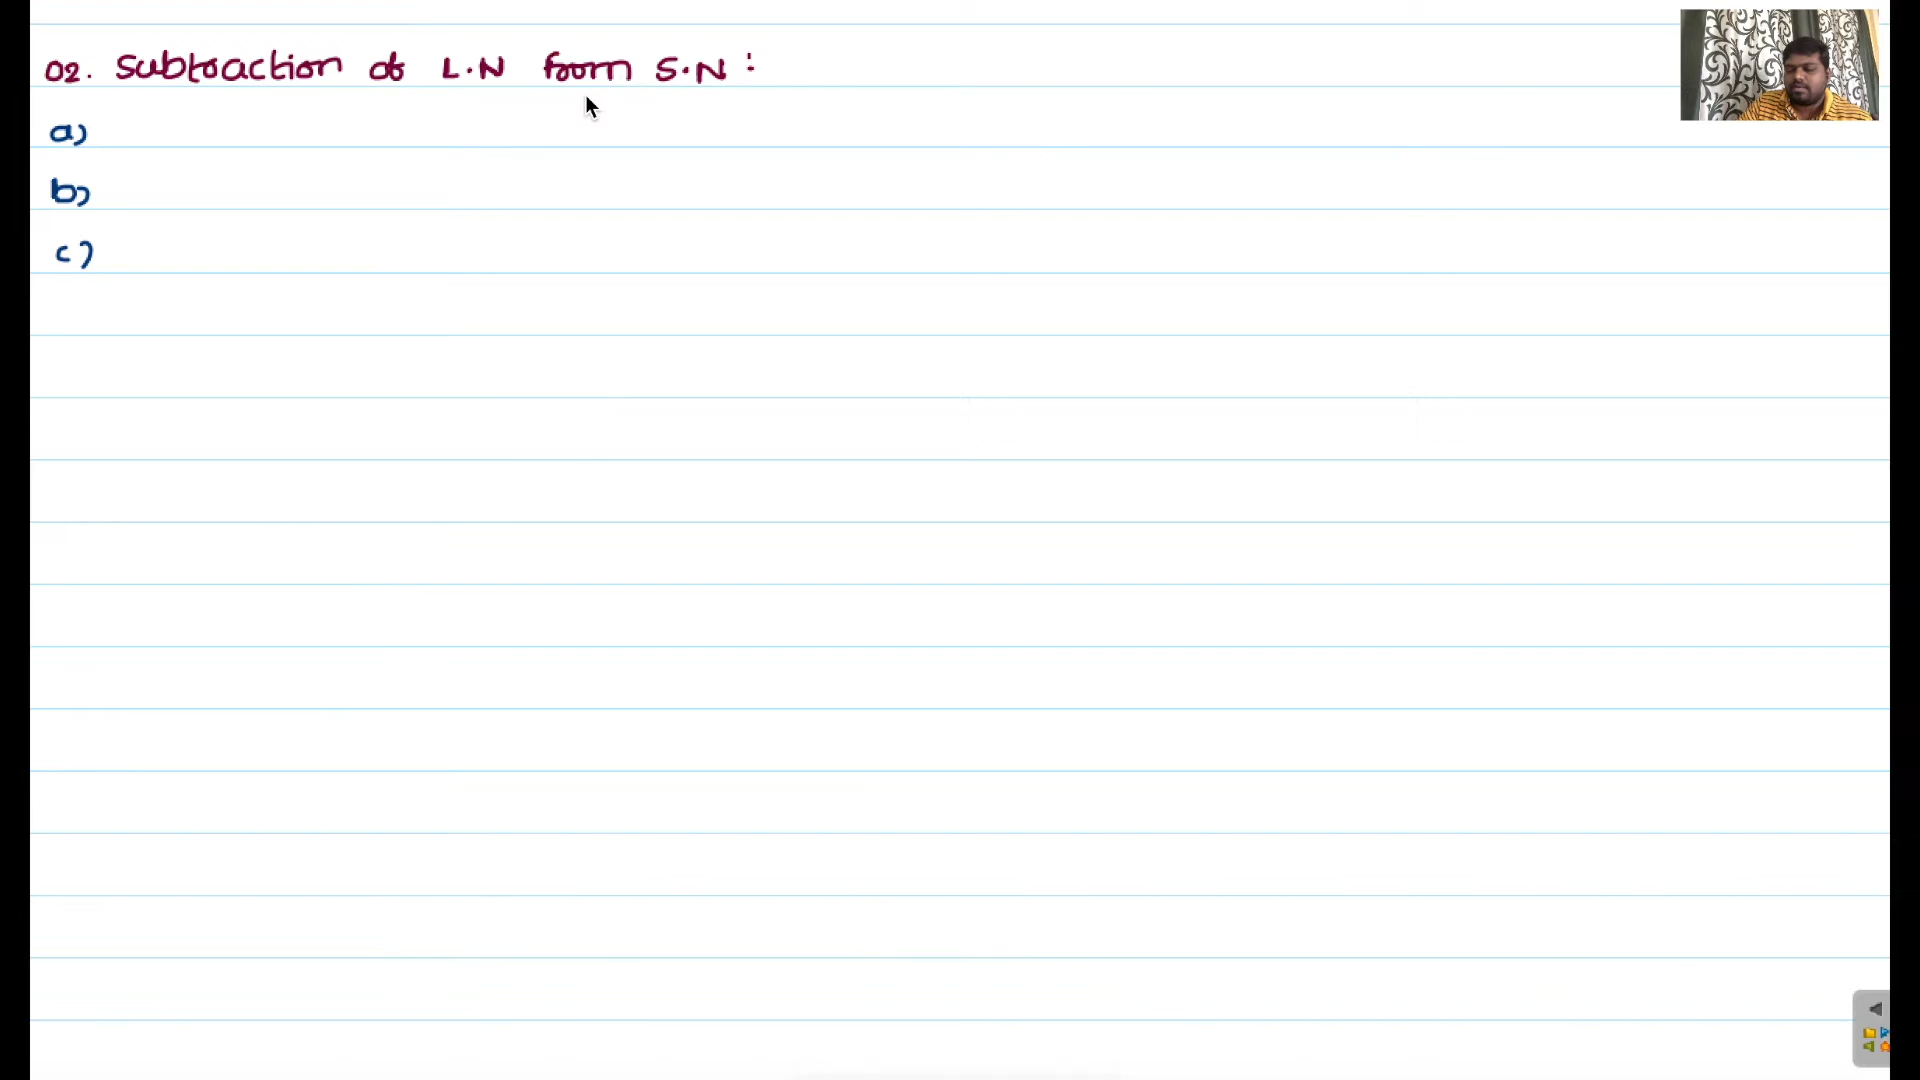 02. Subtraction of L.N from S.N :
a)
b)
c)